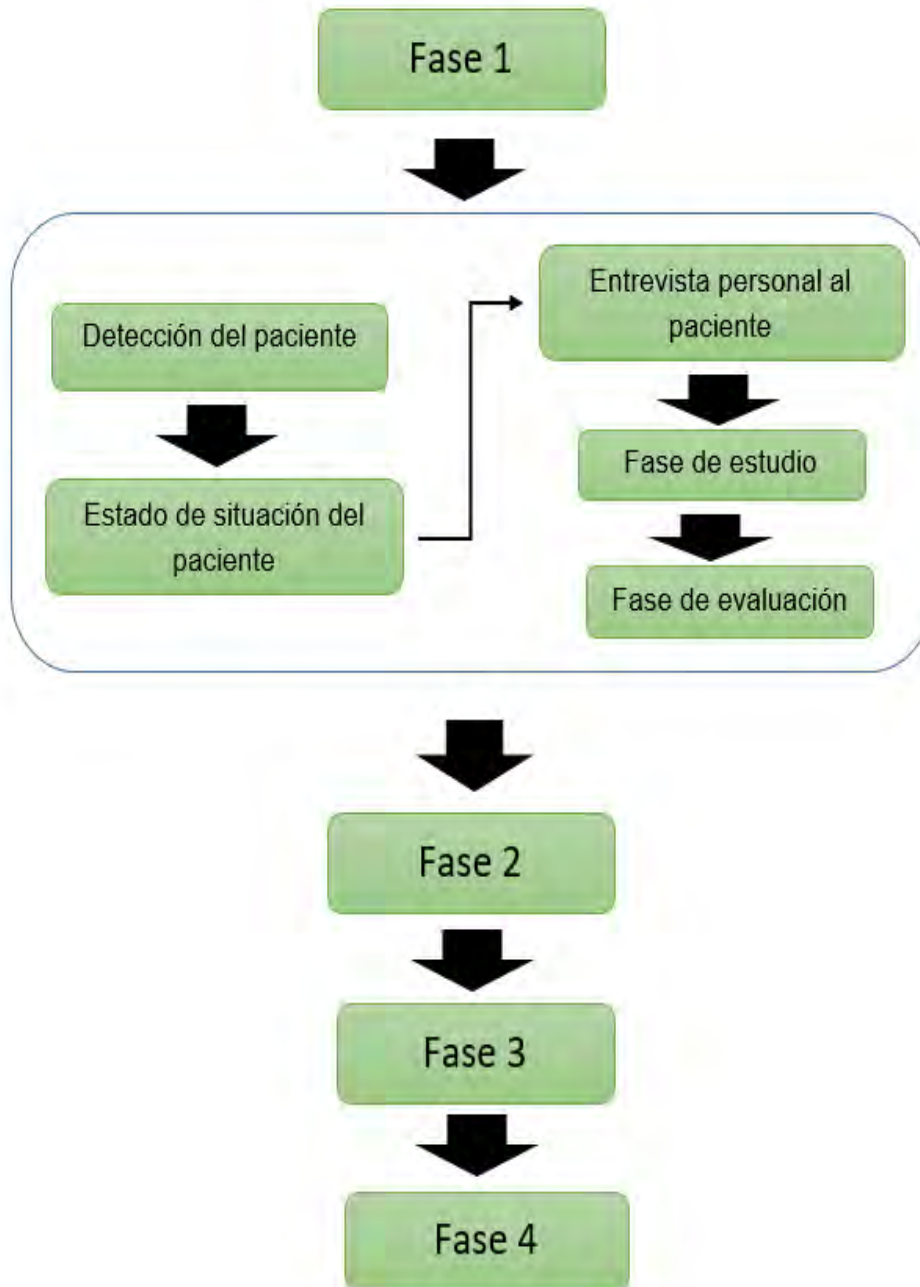 Fase 1
Detección del paciente
Estado de situación del
paciente
Entrevista personal al
paciente
Fase de estudio
Fase de evaluación
Fase 2
Fase 3
Fase 4